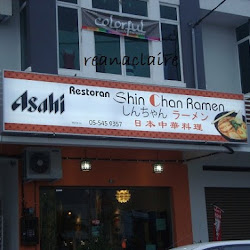 colorful
reanaclaire
Asahi
Restoran
Shin Chan Ramen
しんちゃん ラーメン
日本中華料理
05-545 9357